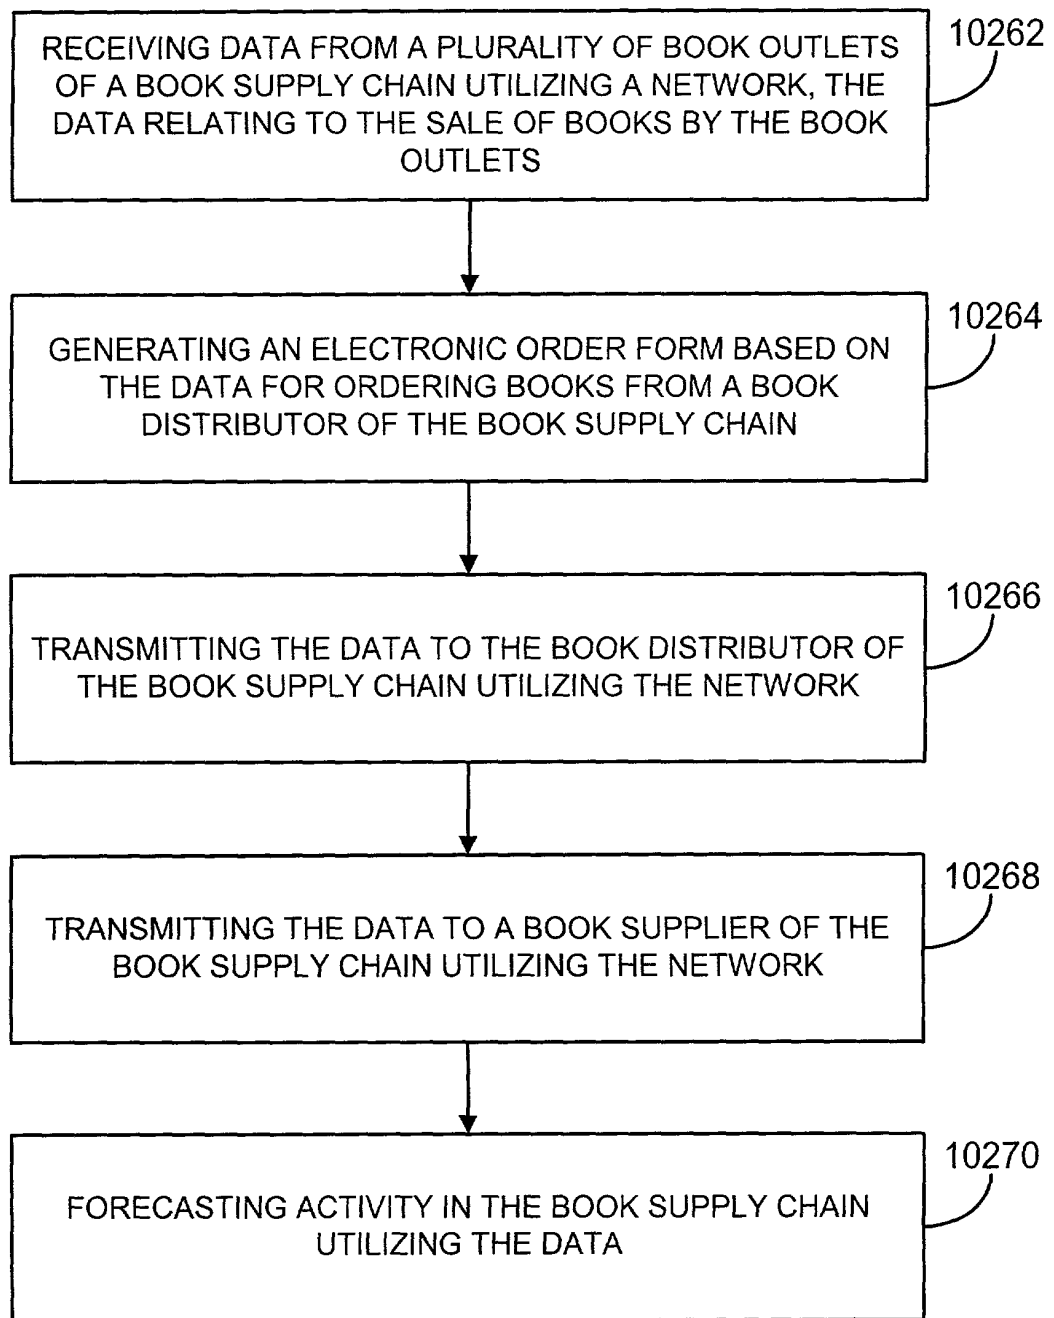 RECEIVING DATA FROM A PLURALITY OF BOOK OUTLETS
OF A BOOK SUPPLY CHAIN UTILIZING A NETWORK, THE
DATA RELATING TO THE SALE OF BOOKS BY THE BOOK
OUTLETS
10262
GENERATING AN ELECTRONIC ORDER FORM BASED ON
THE DATA FOR ORDERING BOOKS FROM A BOOK
DISTRIBUTOR OF THE BOOK SUPPLY CHAIN
10264
TRANSMITTING THE DATA TO THE BOOK DISTRIBUTOR OF
THE BOOK SUPPLY CHAIN UTILIZING THE NETWORK
10266
TRANSMITTING THE DATA TO A BOOK SUPPLIER OF THE
BOOK SUPPLY CHAIN UTILIZING THE NETWORK
10268
FORECASTING ACTIVITY IN THE BOOK SUPPLY CHAIN
UTILIZING THE DATA
10270